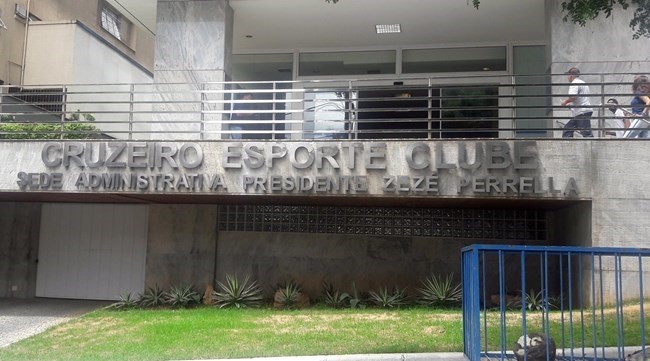 CRUZEIRO ESPORTE CLUBE
SEDE ADMINISTRATIVA PRESIDENTE ZEZÉ PERRELLA